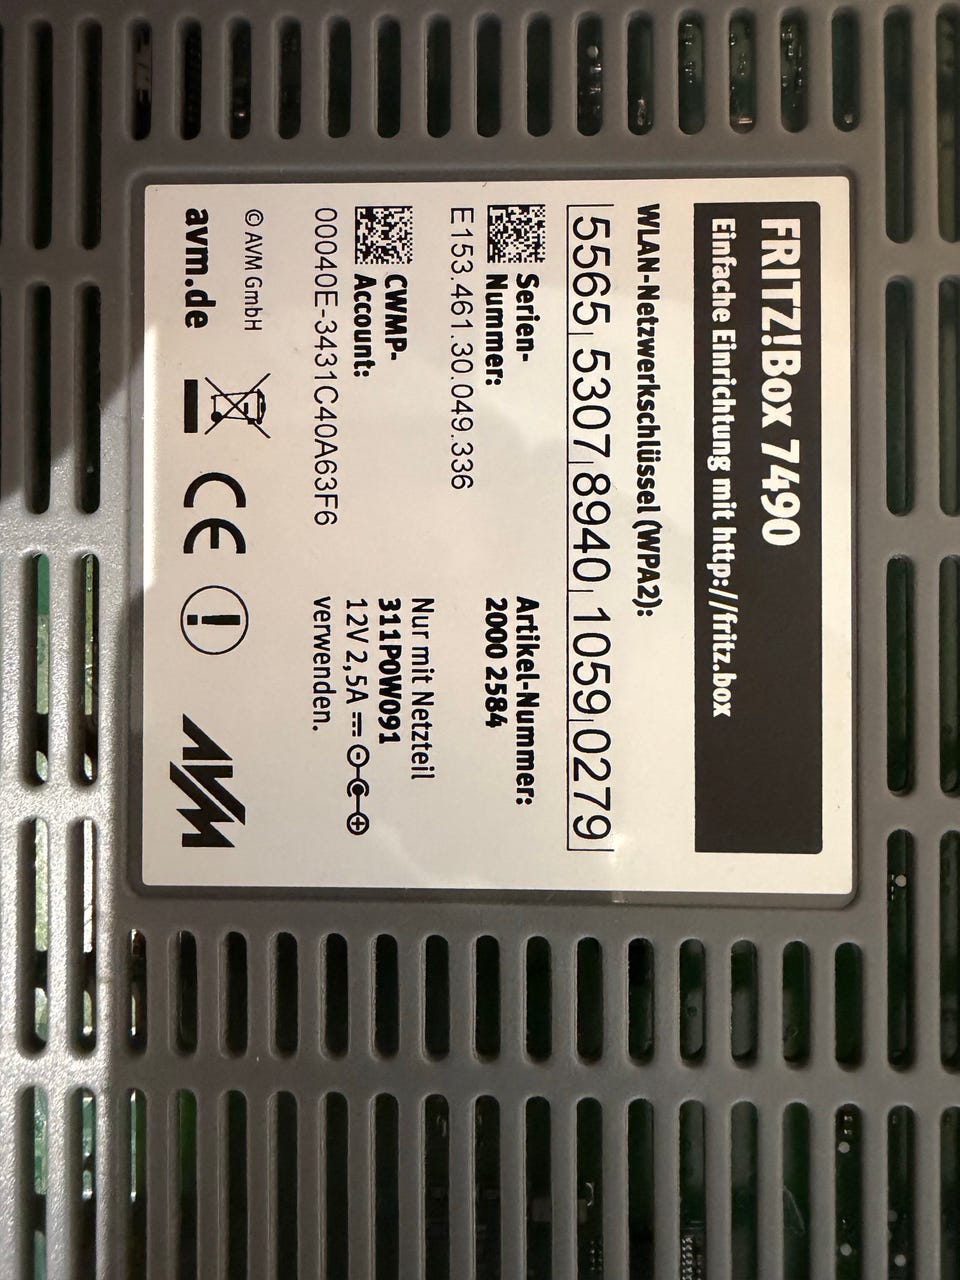 FRITZ!Box 7490
Einfache Einrichtung mit http://fritz.box
WLAN-Netzwerkschlüssel (WPA2):
5565 5307 8940 1059 0279
Serien-
Nummer:
E153.461.30.049.336
Artikel-Nummer:
2000 2584
CWMP-
Account:
00040E-3431C40A63F6
Nur mit Netzteil
311P0W091
12V 2,5A
verwenden.
© AVM GmbH
avm.de
CE
AVM